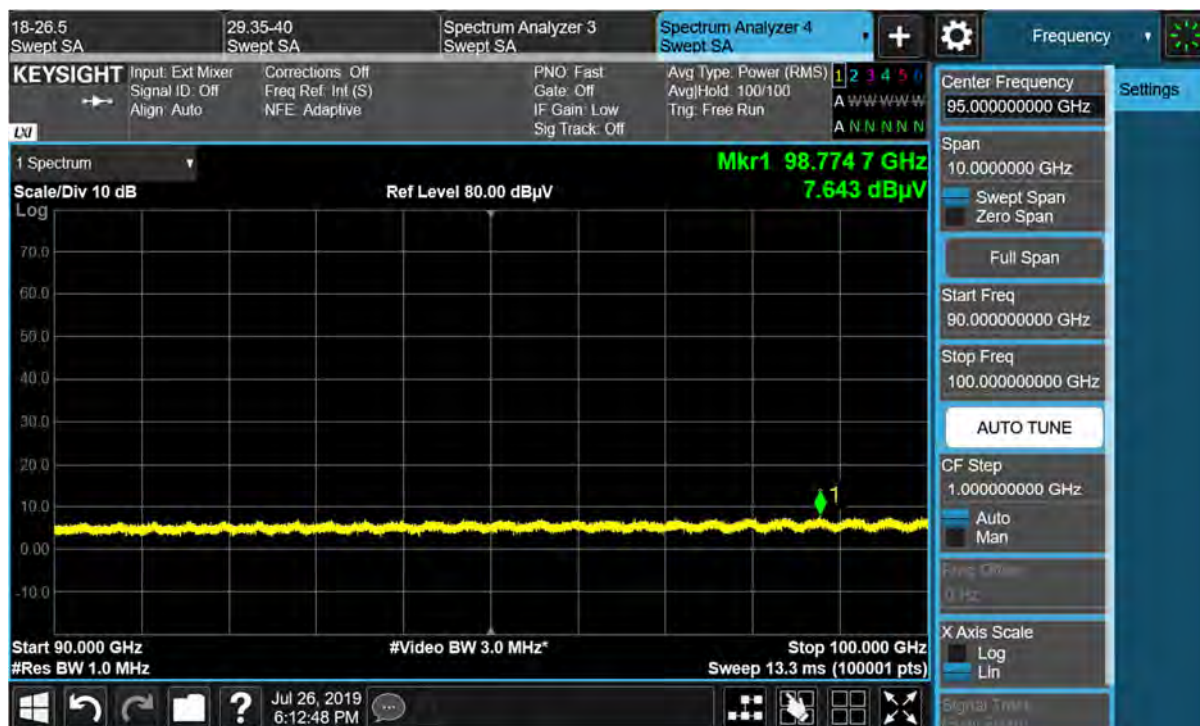 18-26.5
Swept SA
29.35-40
Swept SA
Spectrum Analyzer 3
Swept SA
Spectrum Analyzer 4
Swept SA
Frequency
KEYSIGHT
Input: Ext Mixer
Signal ID: Off
Align: Auto
Corrections: Off
Freq Ref: Int (S)
NFE: Adaptive
PNO: Fast
Gate: Off
IF Gain: Low
Sig Track: Off
Avg Type: Power (RMS)
Avg|Hold: 100/100
Trig: Free Run
1 2 3 4 5 6
A W W W W W
A N N N N N
LXI
1 Spectrum
Scale/Div 10 dB
Ref Level 80.00 dBµV
Mkr1 98.774 7 GHz
7.643 dBµV
Log
70.0
60.0
50.0
40.0
30.0
20.0
10.0
0.00
-10.0
1
Start 90.000 GHz
#Res BW 1.0 MHz
#Video BW 3.0 MHz*
Stop 100.000 GHz
Sweep 13.3 ms (100001 pts)
Jul 26, 2019
6:12:48 PM
Center Frequency
95.000000000 GHz
Settings
Span
10.0000000 GHz
Swept Span
Zero Span
Full Span
Start Freq
90.000000000 GHz
Stop Freq
100.000000000 GHz
AUTO TUNE
CF Step
1.000000000 GHz
Auto
Man
Freq Offset
0 Hz
X Axis Scale
Log
Lin
Signal Track